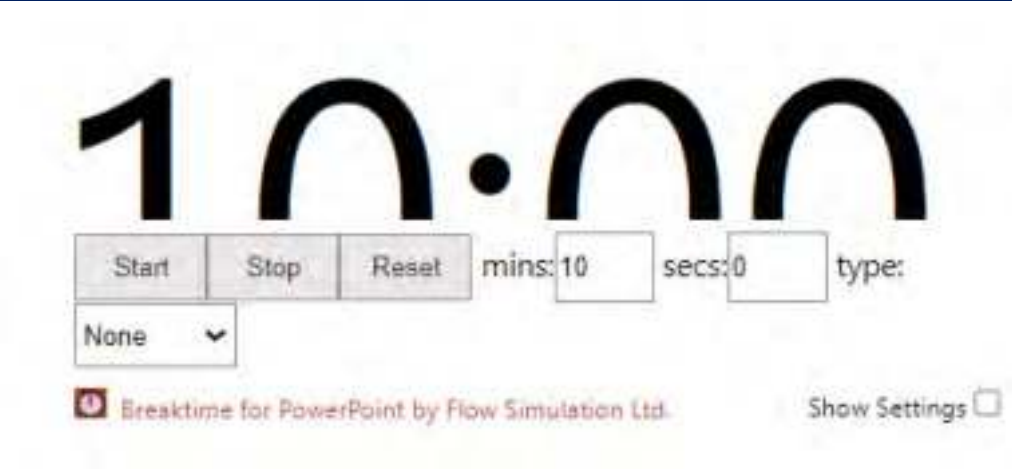 10:00
Start Stop Reset mins: 10 secs: 0 type:
None
Breaktime for PowerPoint by Flow Simulation Ltd.
Show Settings